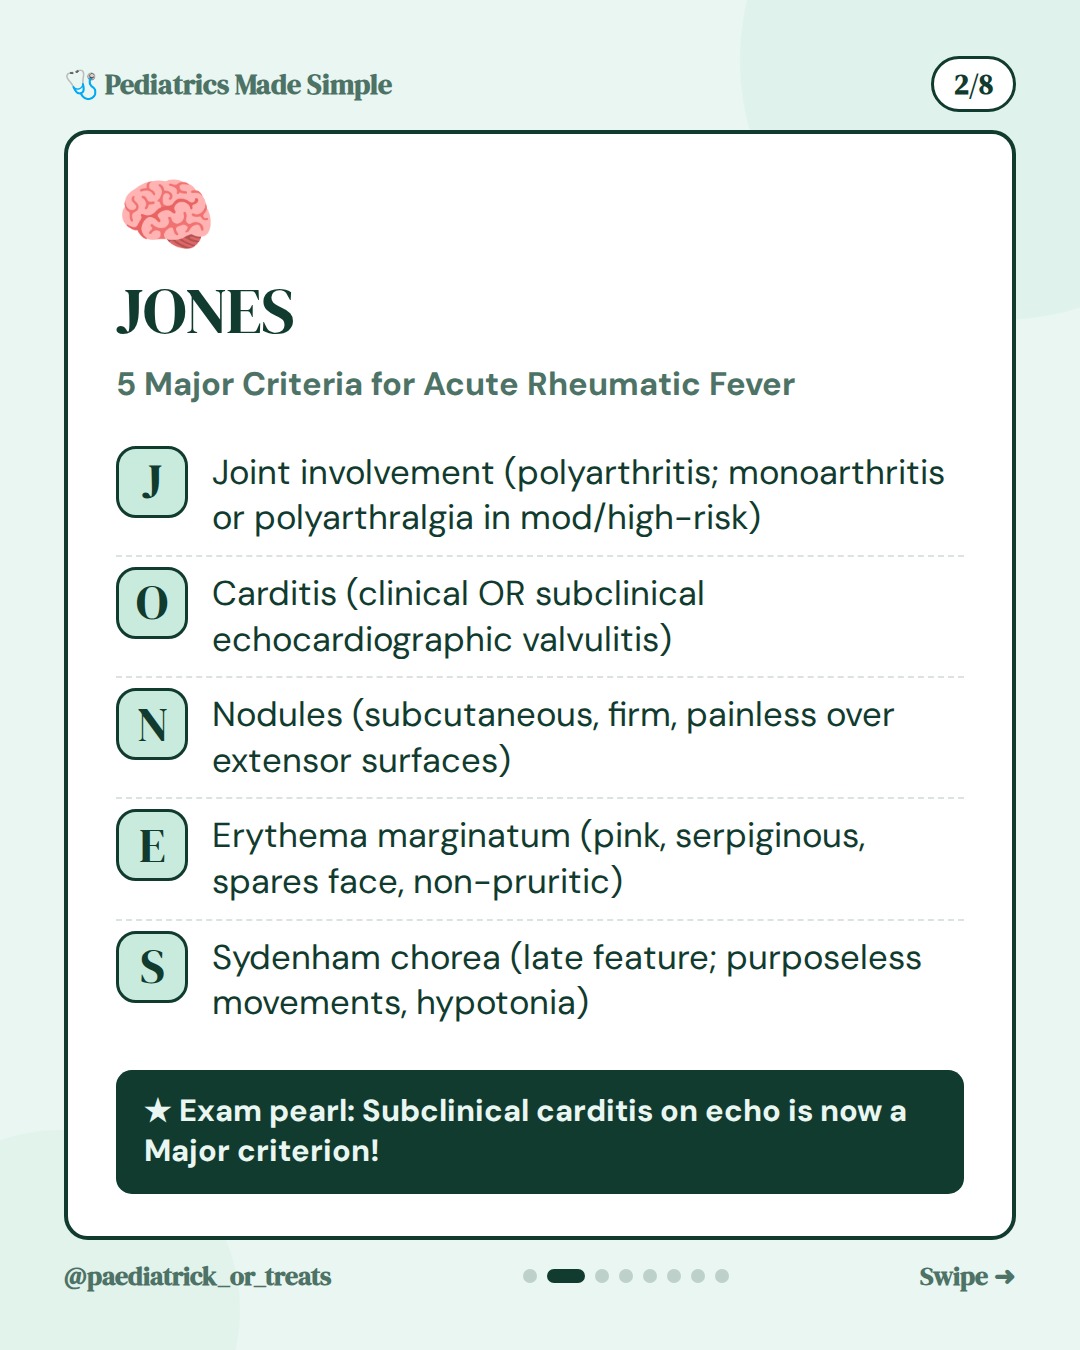 Pediatrics Made Simple
2/8
JONES
5 Major Criteria for Acute Rheumatic Fever
J
Joint involvement (polyarthritis; monoarthritis
or polyarthralgia in mod/high-risk)
O
Carditis (clinical OR subclinical
echocardiographic valvulitis)
N
Nodules (subcutaneous, firm, painless over
extensor surfaces)
E
Erythema marginatum (pink, serpiginous,
spares face, non-pruritic)
S
Sydenham chorea (late feature; purposeless
movements, hypotonia)
★ Exam pearl: Subclinical carditis on echo is now a
Major criterion!
@paediatrick_or_treats
Swipe ➜